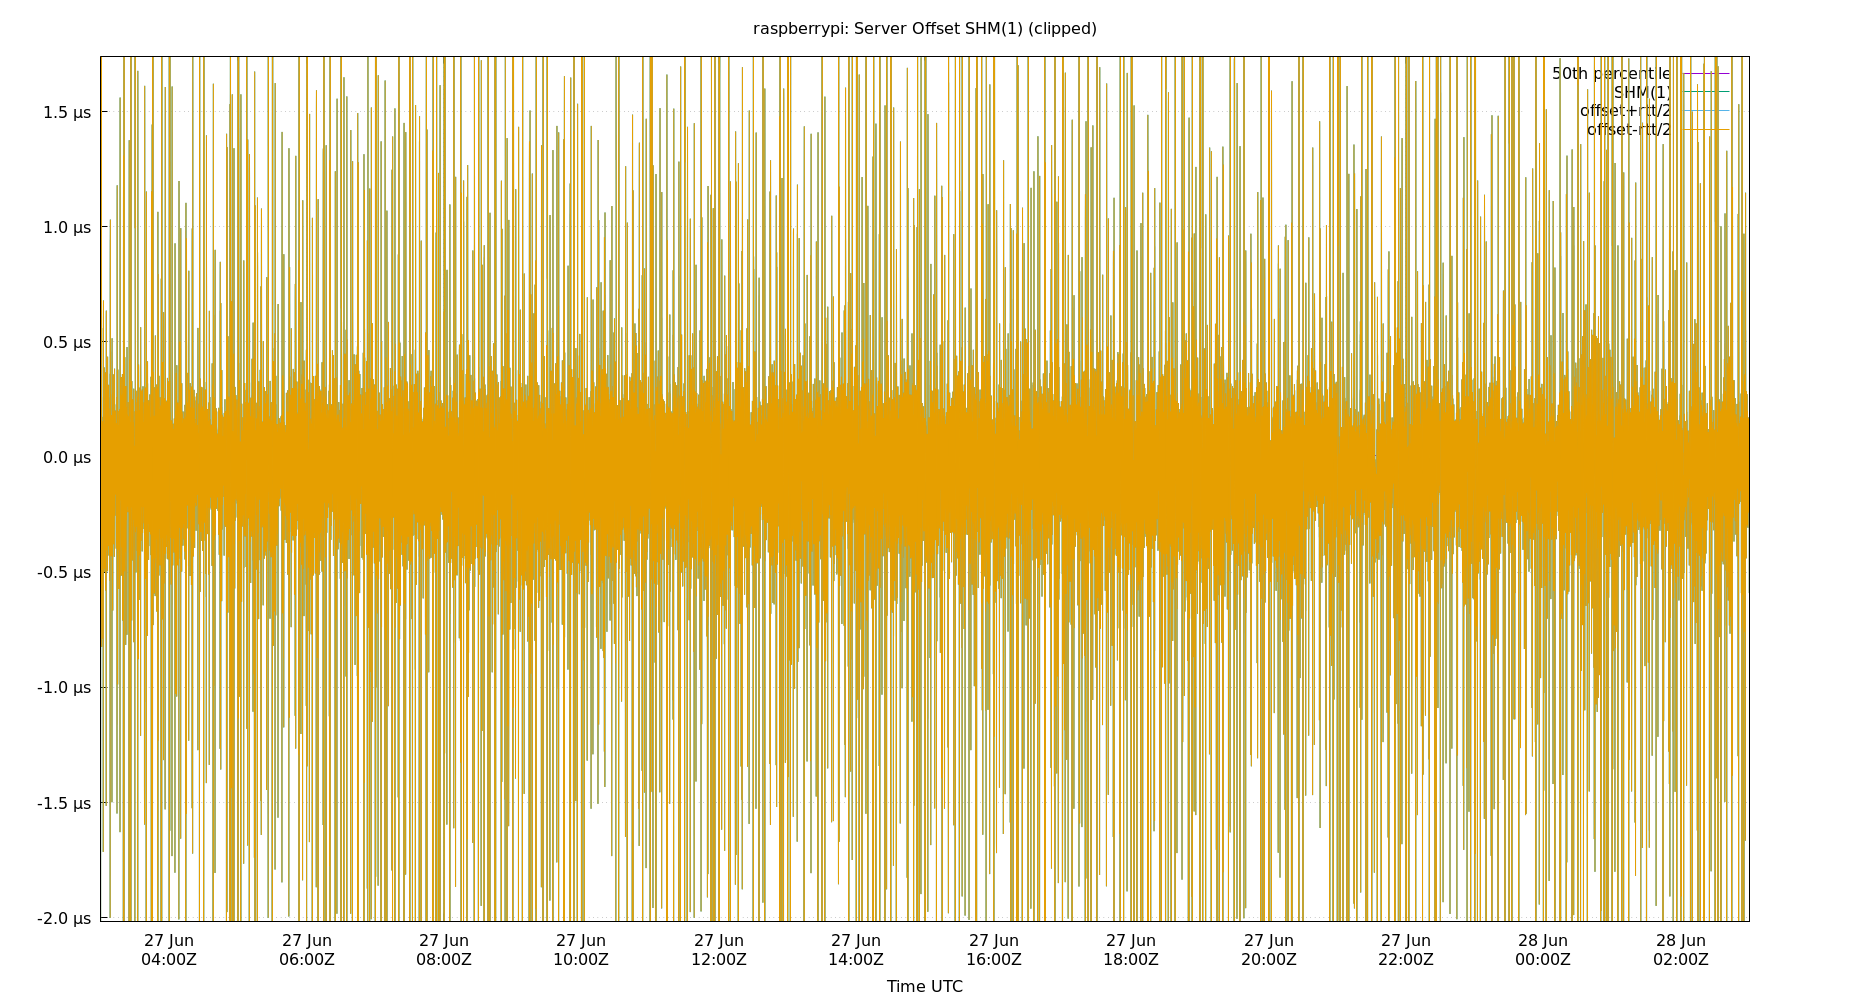 raspberrypi: Server Offset SHM(1) (clipped)
50th percentile
SHM(1)
offset+rtt/2
offset-rtt/2
1.5 µs
1.0 µs
0.5 µs
0.0 µs
-0.5 µs
-1.0 µs
-1.5 µs
-2.0 µs
27 Jun 27 Jun 27 Jun 27 Jun 27 Jun 27 Jun 27 Jun 27 Jun 27 Jun 27 Jun 28 Jun 28 Jun
04:00Z 06:00Z 08:00Z 10:00Z 12:00Z 14:00Z 16:00Z 18:00Z 20:00Z 22:00Z 00:00Z 02:00Z
Time UTC